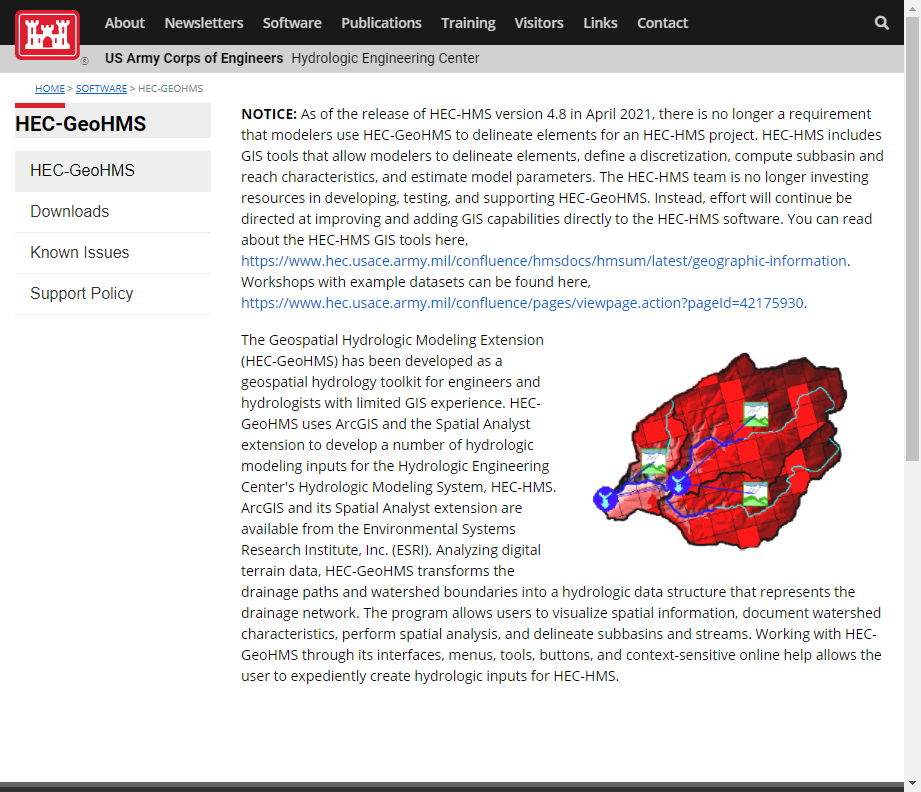 About Newsletters Software Publications Training Visitors Links Contact
®
US Army Corps of Engineers Hydrologic Engineering Center
HOME > SOFTWARE > HEC-GEOHMS
HEC-GeoHMS
HEC-GeoHMS
Downloads
Known Issues
Support Policy
NOTICE: As of the release of HEC-HMS version 4.8 in April 2021, there is no longer a requirement
that modelers use HEC-GeoHMS to delineate elements for an HEC-HMS project. HEC-HMS includes
GIS tools that allow modelers to delineate elements, define a discretization, compute subbasin and
reach characteristics, and estimate model parameters. The HEC-HMS team is no longer investing
resources in developing, testing, and supporting HEC-GeoHMS. Instead, effort will continue be
directed at improving and adding GIS capabilities directly to the HEC-HMS software. You can read
about the HEC-HMS GIS tools here,
https://www.hec.usace.army.mil/confluence/hmsdocs/hmsum/latest/geographic-information.
Workshops with example datasets can be found here,
https://www.hec.usace.army.mil/confluence/pages/viewpage.action?pageId=42175930.
The Geospatial Hydrologic Modeling Extension
(HEC-GeoHMS) has been developed as a
geospatial hydrology toolkit for engineers and
hydrologists with limited GIS experience. HEC-
GeoHMS uses ArcGIS and the Spatial Analyst
extension to develop a number of hydrologic
modeling inputs for the Hydrologic Engineering
Center's Hydrologic Modeling System, HEC-HMS.
ArcGIS and its Spatial Analyst extension are
available from the Environmental Systems
Research Institute, Inc. (ESRI). Analyzing digital
terrain data, HEC-GeoHMS transforms the
drainage paths and watershed boundaries into a hydrologic data structure that represents the
drainage network. The program allows users to visualize spatial information, document watershed
characteristics, perform spatial analysis, and delineate subbasins and streams. Working with HEC-
GeoHMS through its interfaces, menus, tools, buttons, and context-sensitive online help allows the
user to expediently create hydrologic inputs for HEC-HMS.